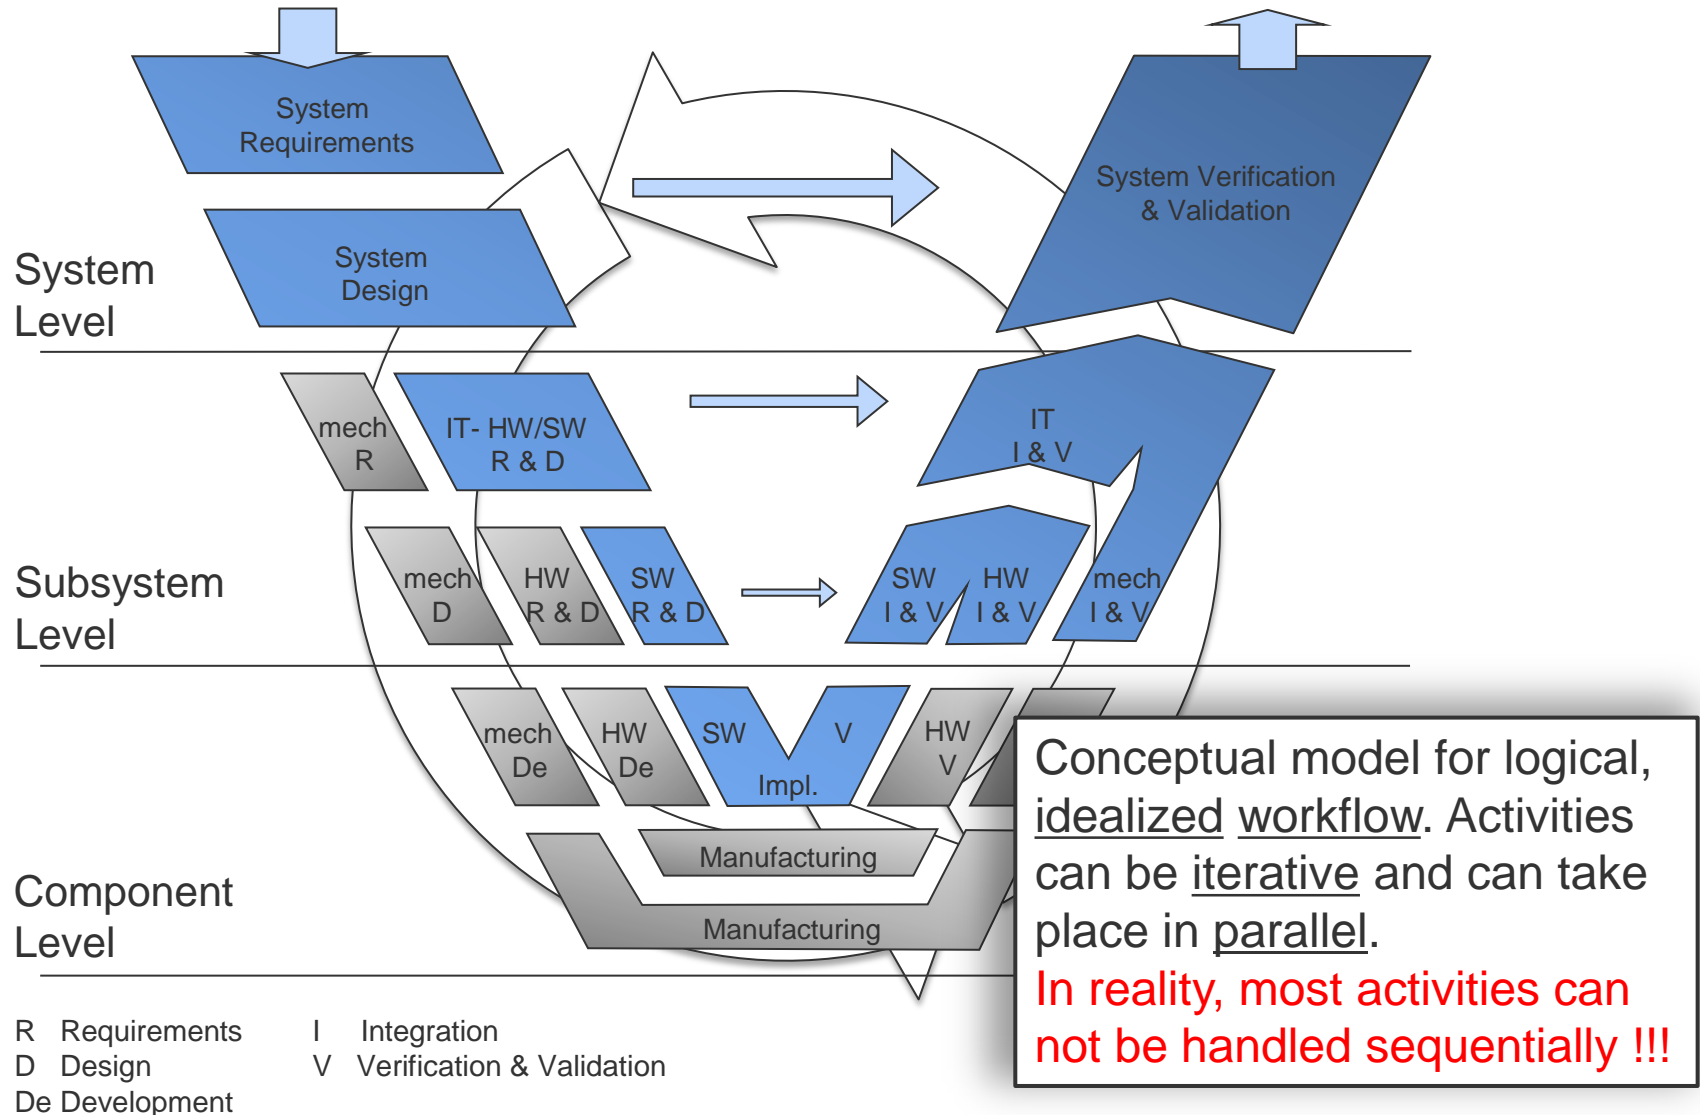 System
Requirements
System Verification
& Validation
System
Design
System
Level
mech
R
IT- HW/SW
R & D
IT
I & V
mech
D
HW
R & D
SW
R & D
SW
I & V
HW
I & V
mech
I & V
Subsystem
Level
mech
De
HW
De
SW
V
Impl.
HW
V
Manufacturing
Manufacturing
Component
Level
Conceptual model for logical,
idealized workflow. Activities
can be iterative and can take
place in parallel.
In reality, most activities can
not be handled sequentially !!!
R Requirements
I Integration
D Design
V Verification & Validation
De Development